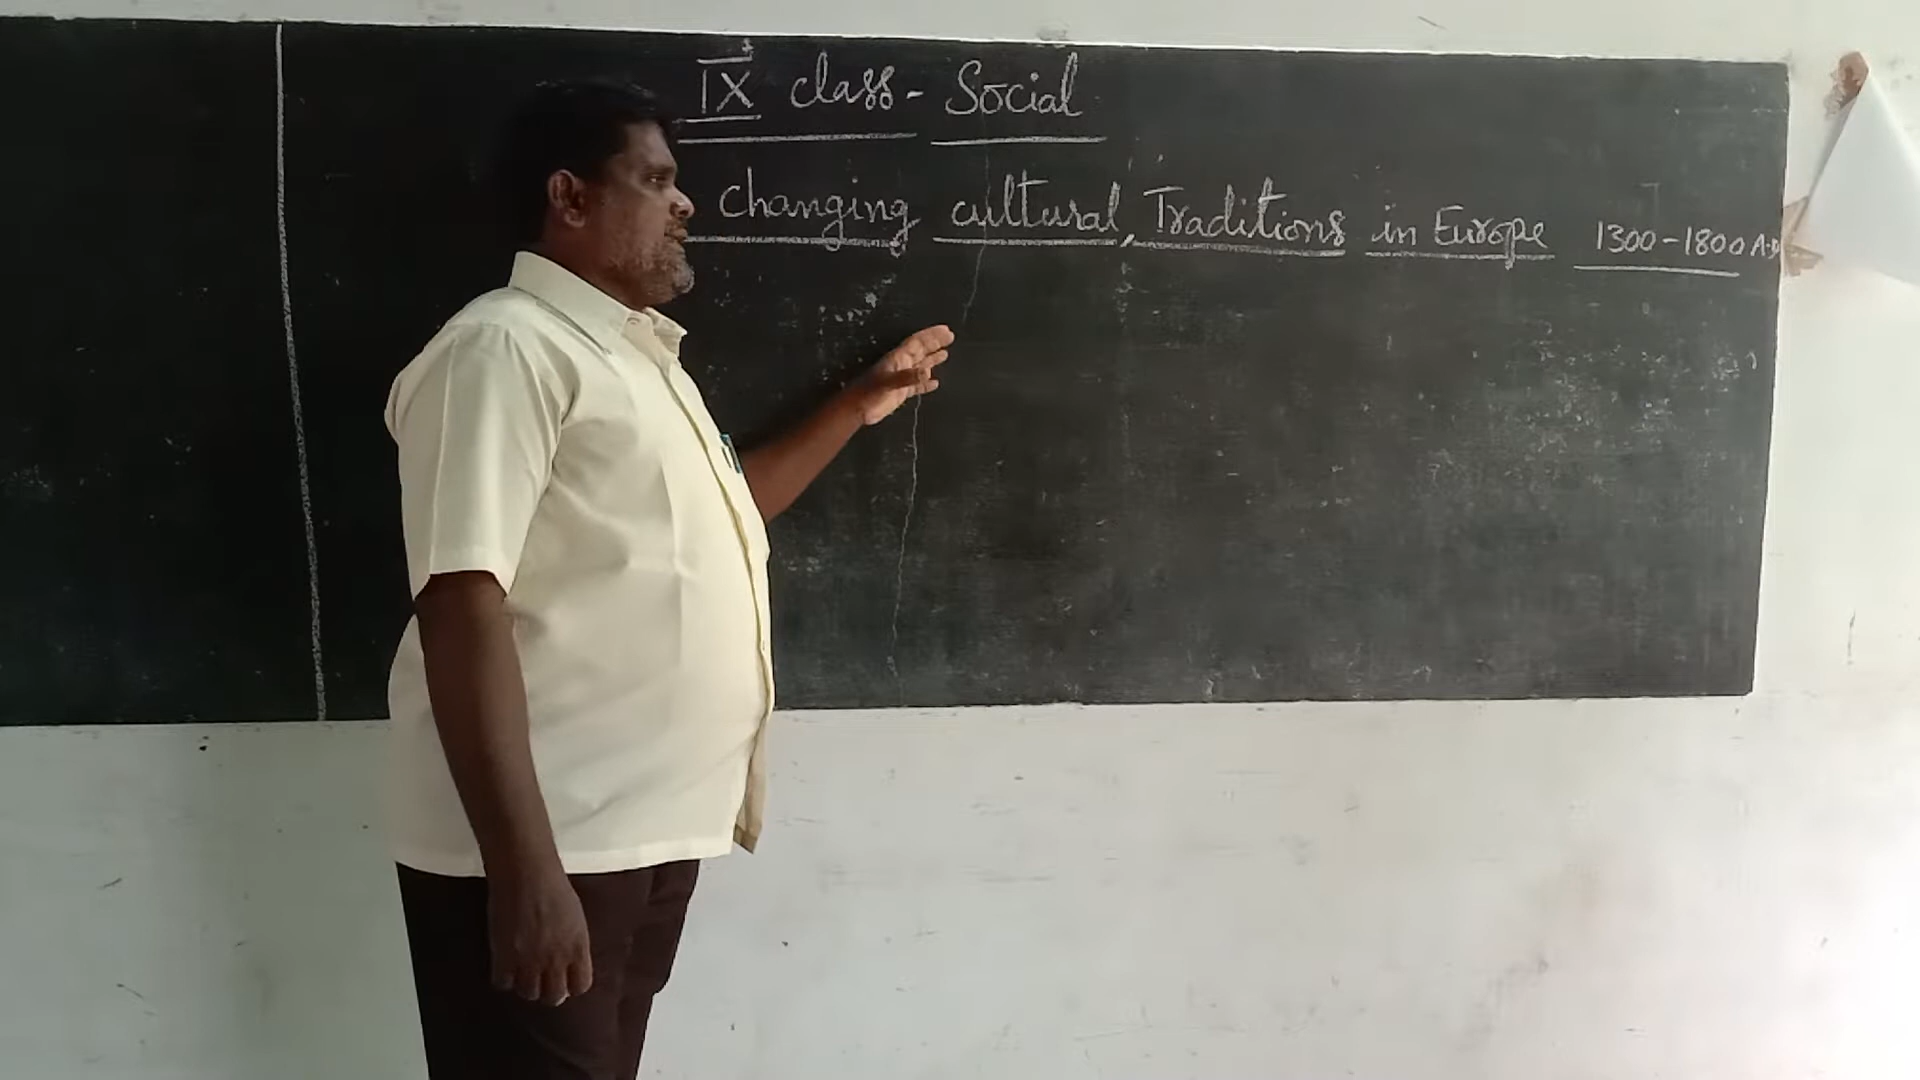 IX class - Social
changing cultural, Traditions in Europe 1300-1800 A.D